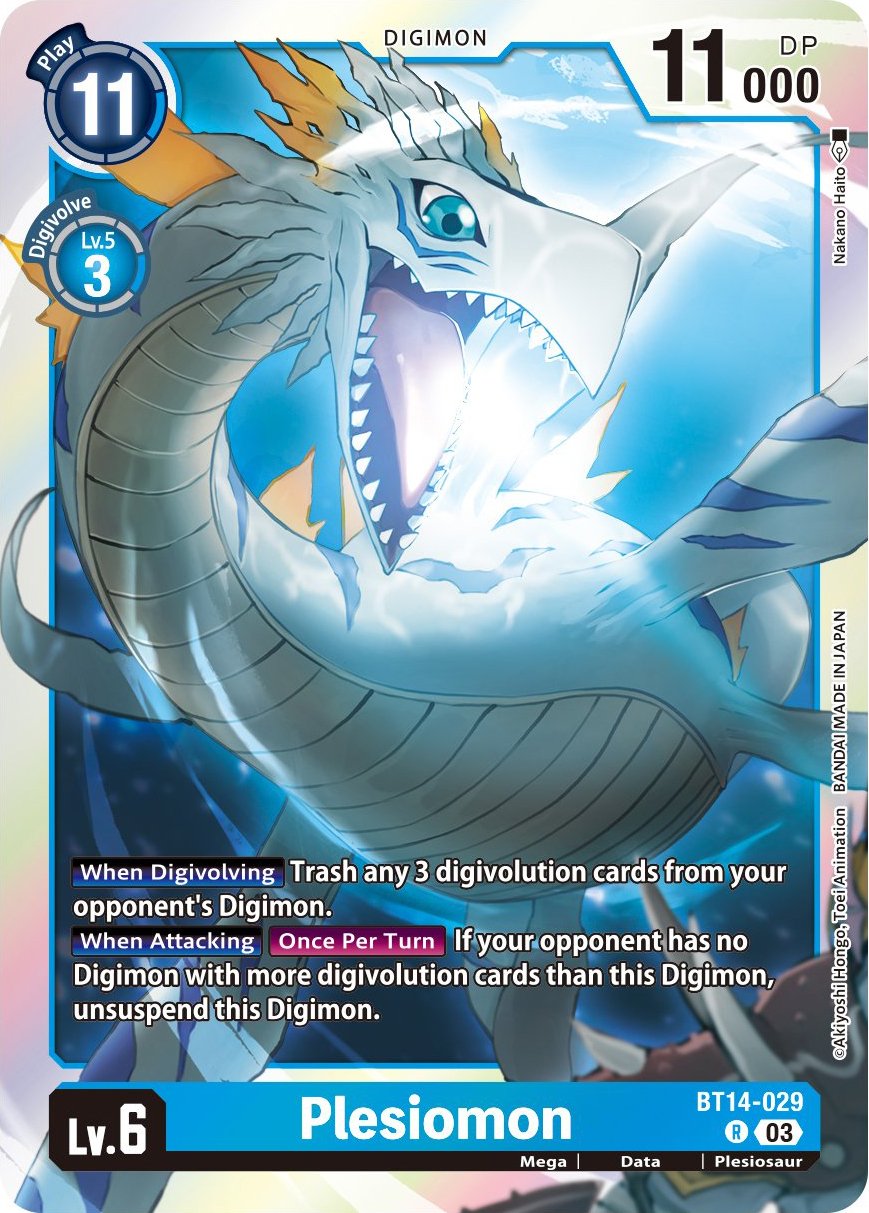 DIGIMON
Play
11
11000
DP
Digivolve
Lv.5
3
Nakano Haito
When Digivolving Trash any 3 digivolution cards from your
opponent's Digimon.
When Attacking Once Per Turn If your opponent has no
Digimon with more digivolution cards than this Digimon,
unsuspend this Digimon.
©Akiyoshi Hongo, Toei Animation BANDAI MADE IN JAPAN
Lv.6
Plesiomon
BT14-029
R 03
Mega | Data | Plesiosaur